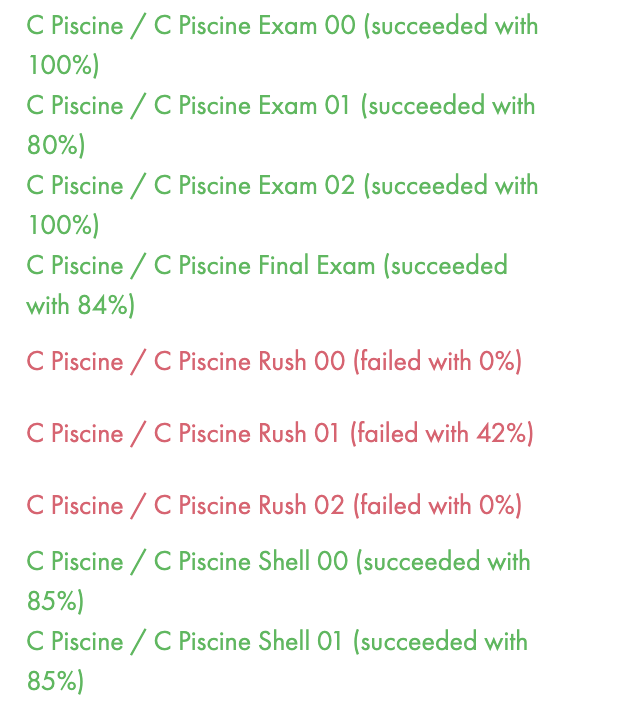 C Piscine / C Piscine Exam 00 (succeeded with
100%)
C Piscine / C Piscine Exam 01 (succeeded with
80%)
C Piscine / C Piscine Exam 02 (succeeded with
100%)
C Piscine / C Piscine Final Exam (succeeded
with 84%)
C Piscine / C Piscine Rush 00 (failed with 0%)
C Piscine / C Piscine Rush 01 (failed with 42%)
C Piscine / C Piscine Rush 02 (failed with 0%)
C Piscine / C Piscine Shell 00 (succeeded with
85%)
C Piscine / C Piscine Shell 01 (succeeded with
85%)